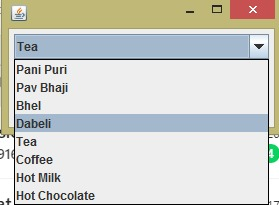 Tea
Pani Puri
Pav Bhaji
Bhel
Dabeli
Tea
Coffee
Hot Milk
Hot Chocolate